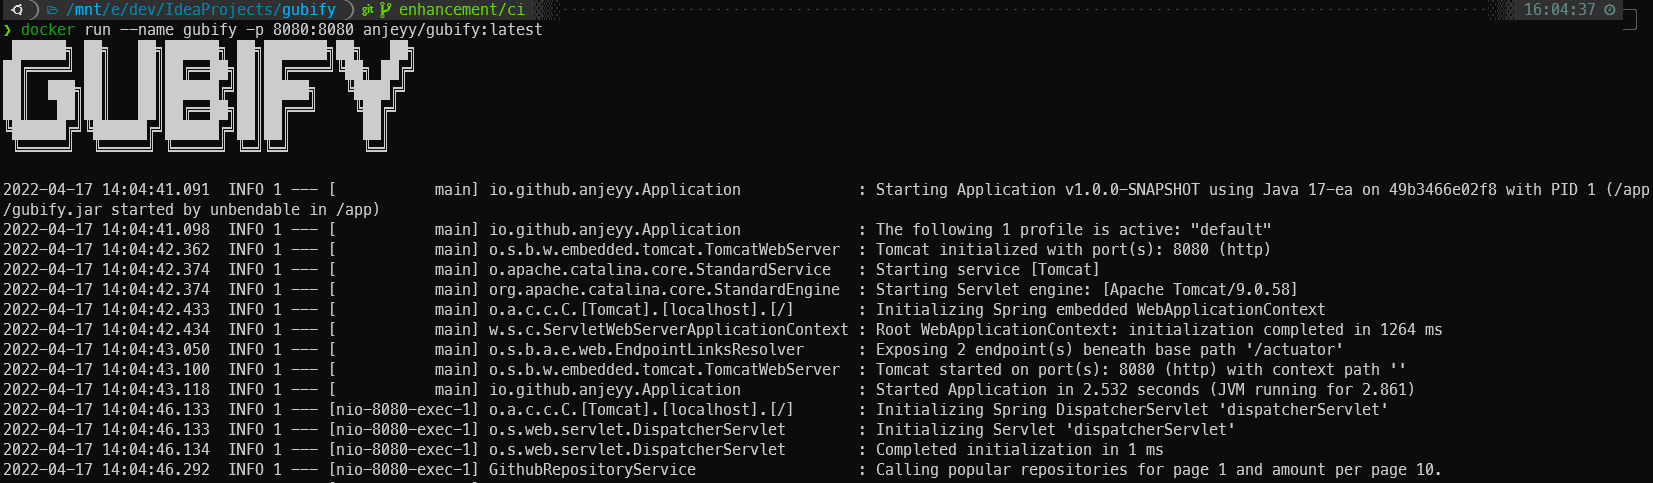 /mnt/e/dev/IdeaProjects/gubify git enhancement/ci 16:04:37
❯ docker run --name gubify -p 8080:8080 anjeyy/gubify:latest
GUBIFY
2022-04-17 14:04:41.091  INFO 1 --- [           main] io.github.anjeyy.Application             : Starting Application v1.0.0-SNAPSHOT using Java 17-ea on 49b3466e02f8 with PID 1 (/app
/gubify.jar started by unbendable in /app)
2022-04-17 14:04:41.098  INFO 1 --- [           main] io.github.anjeyy.Application             : The following 1 profile is active: "default"
2022-04-17 14:04:42.362  INFO 1 --- [           main] o.s.b.w.embedded.tomcat.TomcatWebServer  : Tomcat initialized with port(s): 8080 (http)
2022-04-17 14:04:42.374  INFO 1 --- [           main] o.apache.catalina.core.StandardService   : Starting service [Tomcat]
2022-04-17 14:04:42.374  INFO 1 --- [           main] org.apache.catalina.core.StandardEngine  : Starting Servlet engine: [Apache Tomcat/9.0.58]
2022-04-17 14:04:42.433  INFO 1 --- [           main] o.a.c.c.C.[Tomcat].[localhost].[/]       : Initializing Spring embedded WebApplicationContext
2022-04-17 14:04:42.434  INFO 1 --- [           main] w.s.c.ServletWebServerApplicationContext : Root WebApplicationContext: initialization completed in 1264 ms
2022-04-17 14:04:43.050  INFO 1 --- [           main] o.s.b.a.e.web.EndpointLinksResolver      : Exposing 2 endpoint(s) beneath base path '/actuator'
2022-04-17 14:04:43.100  INFO 1 --- [           main] o.s.b.w.embedded.tomcat.TomcatWebServer  : Tomcat started on port(s): 8080 (http) with context path ''
2022-04-17 14:04:43.118  INFO 1 --- [           main] io.github.anjeyy.Application             : Started Application in 2.532 seconds (JVM running for 2.861)
2022-04-17 14:04:46.133  INFO 1 --- [nio-8080-exec-1] o.a.c.c.C.[Tomcat].[localhost].[/]       : Initializing Spring DispatcherServlet 'dispatcherServlet'
2022-04-17 14:04:46.133  INFO 1 --- [nio-8080-exec-1] o.s.web.servlet.DispatcherServlet        : Initializing Servlet 'dispatcherServlet'
2022-04-17 14:04:46.134  INFO 1 --- [nio-8080-exec-1] o.s.web.servlet.DispatcherServlet        : Completed initialization in 1 ms
2022-04-17 14:04:46.292  INFO 1 --- [nio-8080-exec-1] GithubRepositoryService                  : Calling popular repositories for page 1 and amount per page 10.